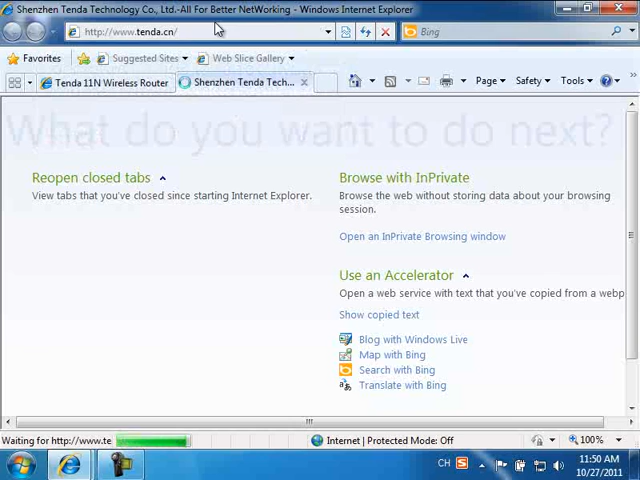 Shenzhen Tenda Technology Co., Ltd.-All For Better NetWorking - Windows Internet Explorer
http://www.tenda.cn/
Bing
Favorites
Suggested Sites
Web Slice Gallery
Tenda 11N Wireless Router
Shenzhen Tenda Tech...
Page
Safety
Tools
What do you want to do next?
Reopen closed tabs
View tabs that you've closed since starting Internet Explorer.
Browse with InPrivate
Browse the web without storing data about your browsing
session.
Open an InPrivate Browsing window
Use an Accelerator
Open a web service with text that you've copied from a webp
Show copied text
Blog with Windows Live
Map with Bing
Search with Bing
Translate with Bing
Waiting for http://www.te
Internet | Protected Mode: Off
100%
CH
11:50 AM
10/27/2011